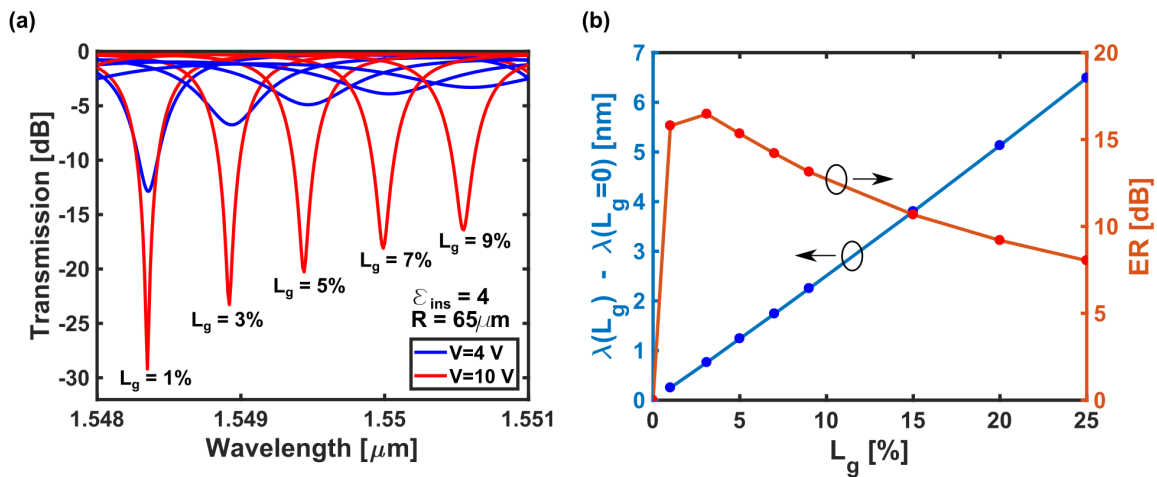 (a)
0
-5
-10
-15
-20
-25
-30
Transmission [dB]
L_g = 1%
L_g = 3%
L_g = 5%
L_g = 7%
L_g = 9%
ℰ_ins = 4
R = 65μm
V=4 V
V=10 V
1.548
1.549
1.55
1.551
Wavelength [μm]
(b)
7
6
5
4
3
2
1
0
λ(L_g) - λ(L_g=0) [nm]
20
15
10
5
0
ER [dB]
0
5
10
15
20
25
L_g [%]